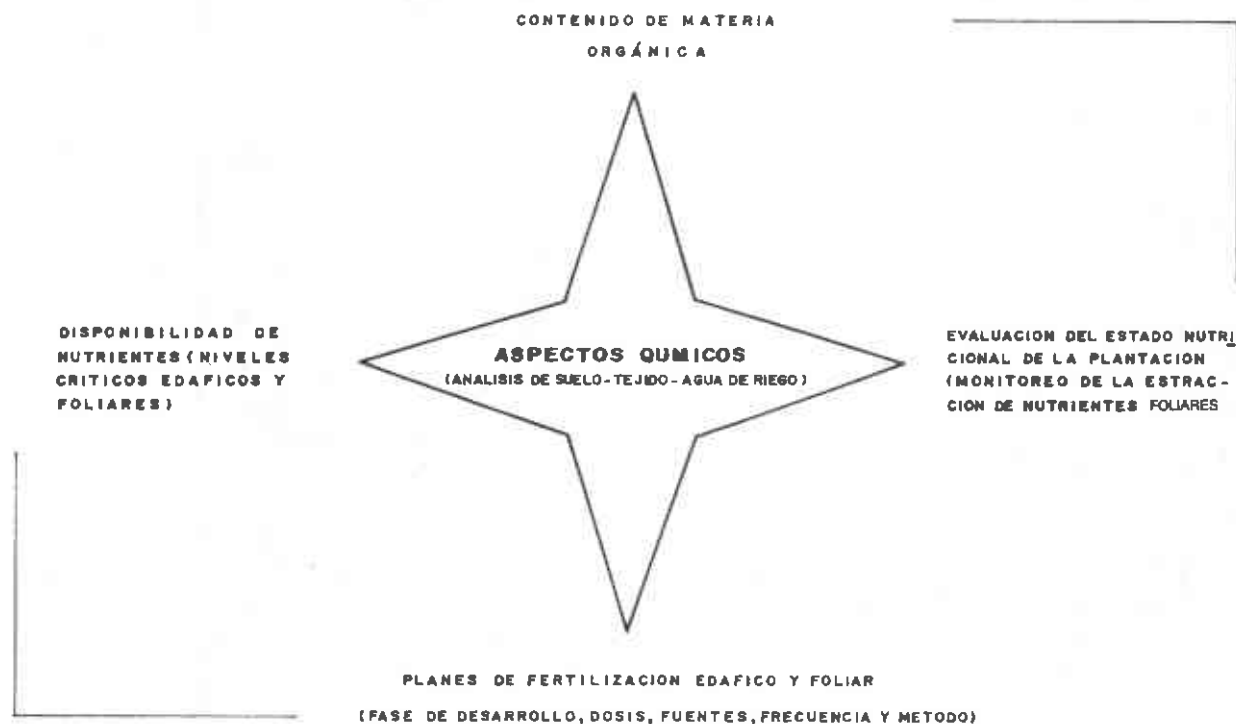 CONTENIDO DE MATERIA
ORGÁNICA
DISPONIBILIDAD DE
NUTRIENTES (NIVELES
CRITICOS EDAFICOS Y
FOLIARES)
ASPECTOS QUMICOS
(ANALISIS DE SUELO-TEJIDO-AGUA DE RIEGO)
EVALUACION DEL ESTADO NUTRI
CIONAL DE LA PLANTACION
(MONITOREO DE LA ESTRAC-
CION DE NUTRIENTES FOLIARES
PLANES DE FERTILIZACION EDAFICO Y FOLIAR
(FASE DE DESARROLLO, DOSIS, FUENTES, FRECUENCIA Y METODO)